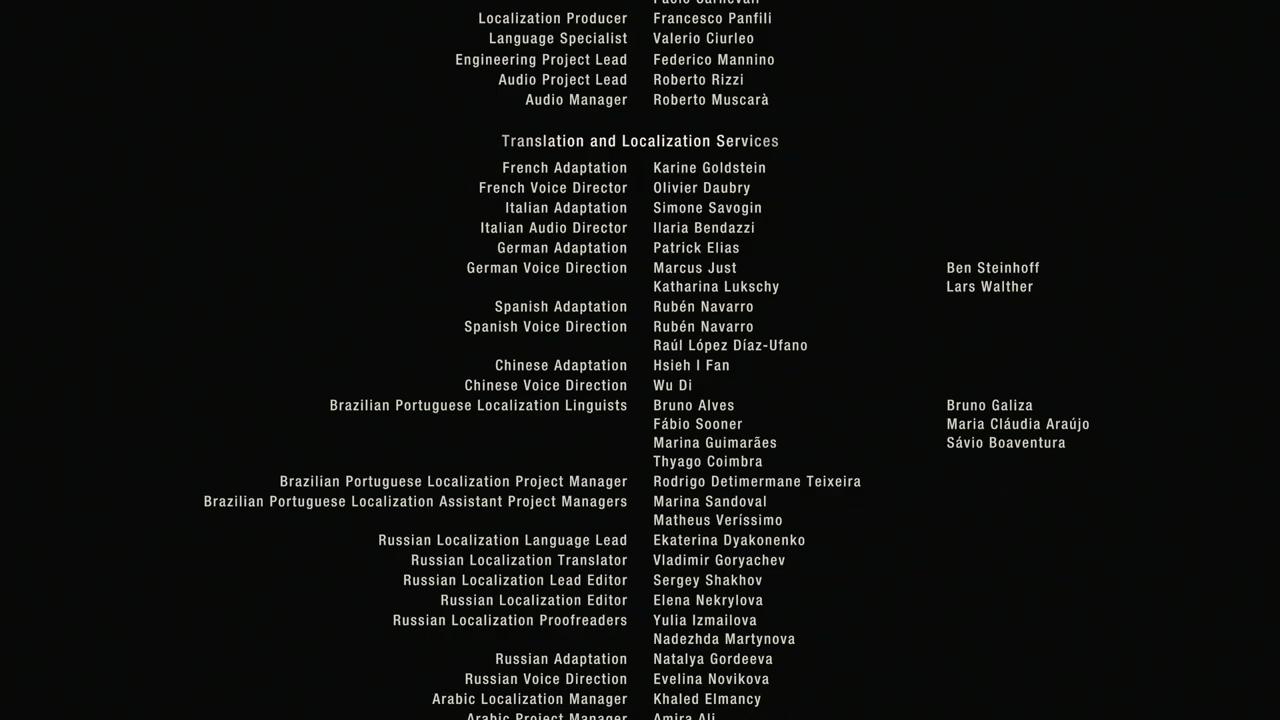 Localization Producer Francesco Panfili
Language Specialist Valerio Ciurleo
Engineering Project Lead Federico Mannino
Audio Project Lead Roberto Rizzi
Audio Manager Roberto Muscarà
Translation and Localization Services
French Adaptation Karine Goldstein
French Voice Director Olivier Daubry
Italian Adaptation Simone Savogin
Italian Audio Director Ilaria Bendazzi
German Adaptation Patrick Elias
German Voice Direction Marcus Just Ben Steinhoff
Katharina Lukschy Lars Walther
Spanish Adaptation Rubén Navarro
Spanish Voice Direction Rubén Navarro
Raúl López Díaz-Ufano
Chinese Adaptation Hsieh I Fan
Chinese Voice Direction Wu Di
Brazilian Portuguese Localization Linguists Bruno Alves Bruno Galiza
Fábio Sooner Maria Cláudia Araújo
Marina Guimarães Sávio Boaventura
Thyago Coimbra
Brazilian Portuguese Localization Project Manager Rodrigo Detimermane Teixeira
Brazilian Portuguese Localization Assistant Project Managers Marina Sandoval
Matheus Veríssimo
Russian Localization Language Lead Ekaterina Dyakonenko
Russian Localization Translator Vladimir Goryachev
Russian Localization Lead Editor Sergey Shakhov
Russian Localization Editor Elena Nekrylova
Russian Localization Proofreaders Yulia Izmailova
Nadezhda Martynova
Russian Adaptation Natalya Gordeeva
Russian Voice Direction Evelina Novikova
Arabic Localization Manager Khaled Elmancy
Arabic Project Manager Amira Ali